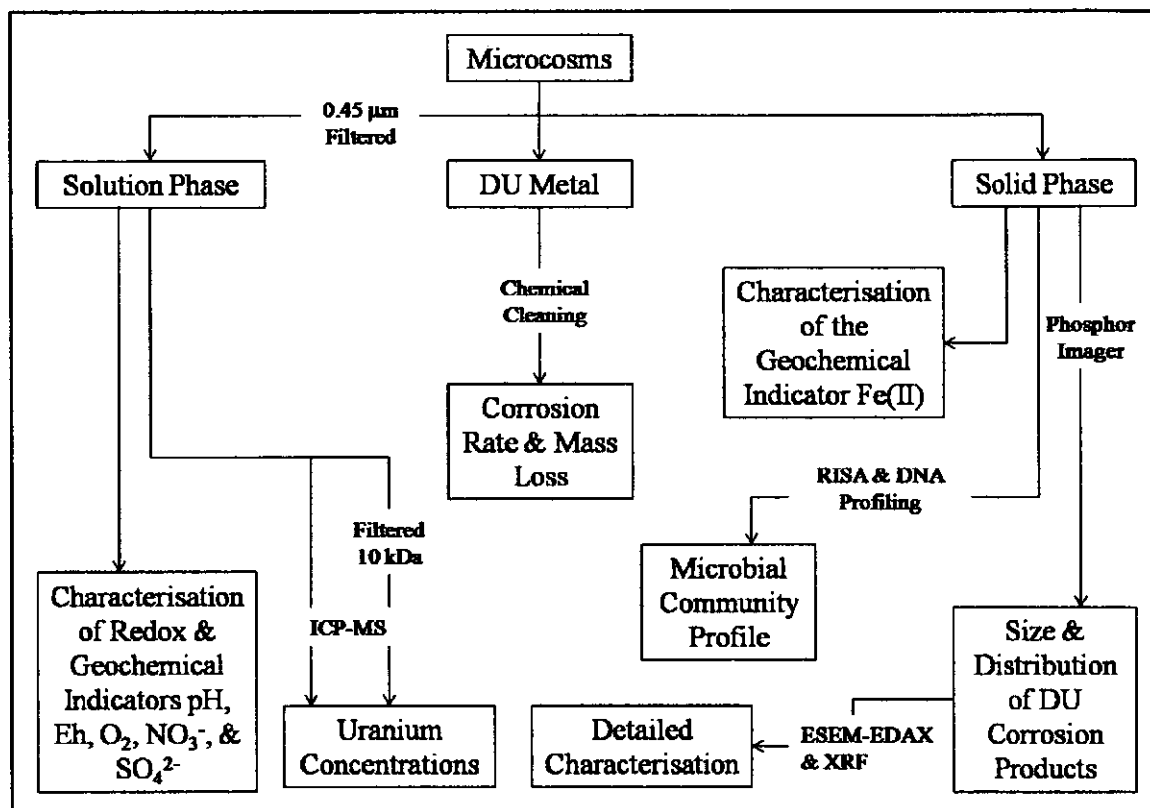 Microcosms
0.45 µm
Filtered
Solution Phase
DU Metal
Solid Phase
Chemical
Cleaning
Characterisation
of the
Geochemical
Indicator Fe(II)
Phosphor
Imager
Corrosion
Rate & Mass
Loss
RISA & DNA
Profiling
Filtered
10 kDa
Microbial
Community
Profile
Characterisation
of Redox &
Geochemical
Indicators pH,
Eh, O₂, NO₃⁻, &
SO₄²⁻
ICP-MS
Uranium
Concentrations
Size &
Distribution
of DU
Corrosion
Products
ESEM-EDAX
& XRF
Detailed
Characterisation